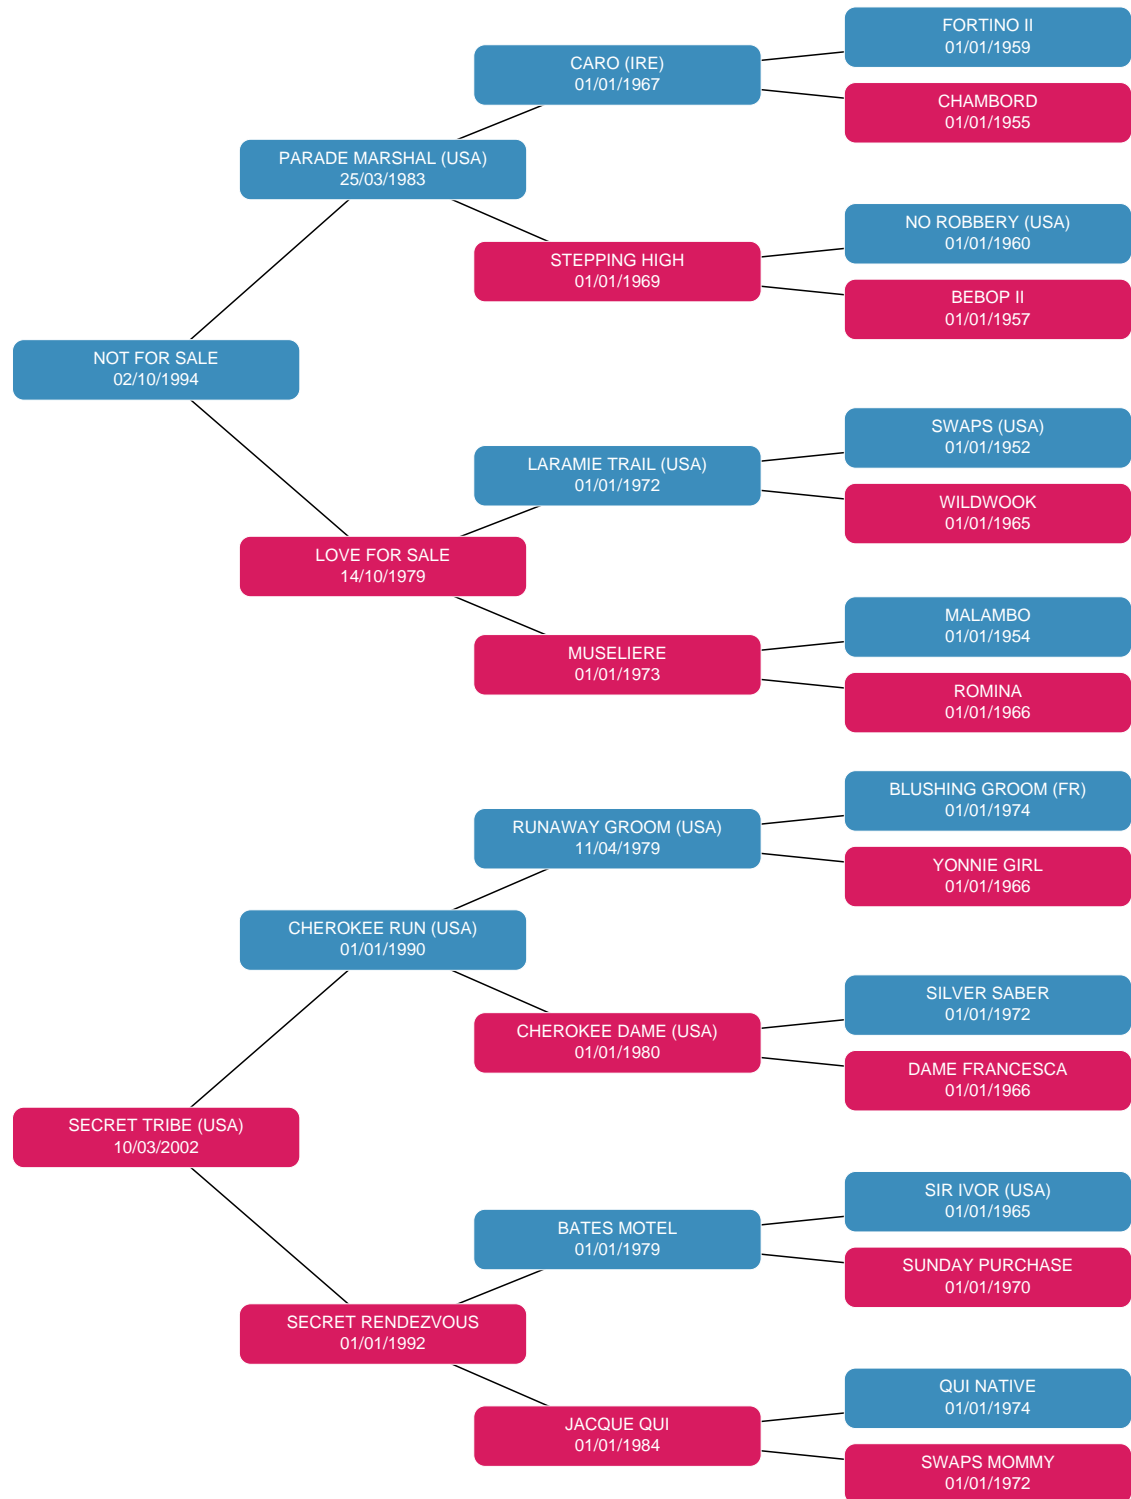 FORTINO II
01/01/1959
CARO (IRE)
01/01/1967
CHAMBORD
01/01/1955
PARADE MARSHAL (USA)
25/03/1983
NO ROBBERY (USA)
01/01/1960
STEPPING HIGH
01/01/1969
BEBOP II
01/01/1957
NOT FOR SALE
02/10/1994
SWAPS (USA)
01/01/1952
LARAMIE TRAIL (USA)
01/01/1972
WILDWOOK
01/01/1965
LOVE FOR SALE
14/10/1979
MALAMBO
01/01/1954
MUSELIERE
01/01/1973
ROMINA
01/01/1966
BLUSHING GROOM (FR)
01/01/1974
RUNAWAY GROOM (USA)
11/04/1979
YONNIE GIRL
01/01/1966
CHEROKEE RUN (USA)
01/01/1990
SILVER SABER
01/01/1972
CHEROKEE DAME (USA)
01/01/1980
DAME FRANCESCA
01/01/1966
SECRET TRIBE (USA)
10/03/2002
SIR IVOR (USA)
01/01/1965
BATES MOTEL
01/01/1979
SUNDAY PURCHASE
01/01/1970
SECRET RENDEZVOUS
01/01/1992
QUI NATIVE
01/01/1974
JACQUE QUI
01/01/1984
SWAPS MOMMY
01/01/1972